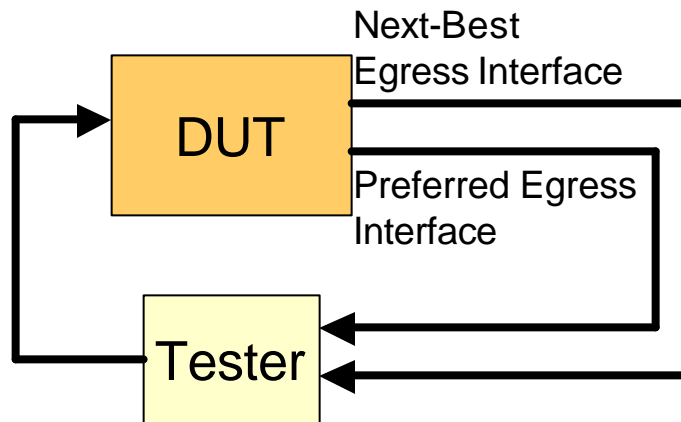 Next-Best
Egress Interface
DUT
Preferred Egress
Interface
Tester